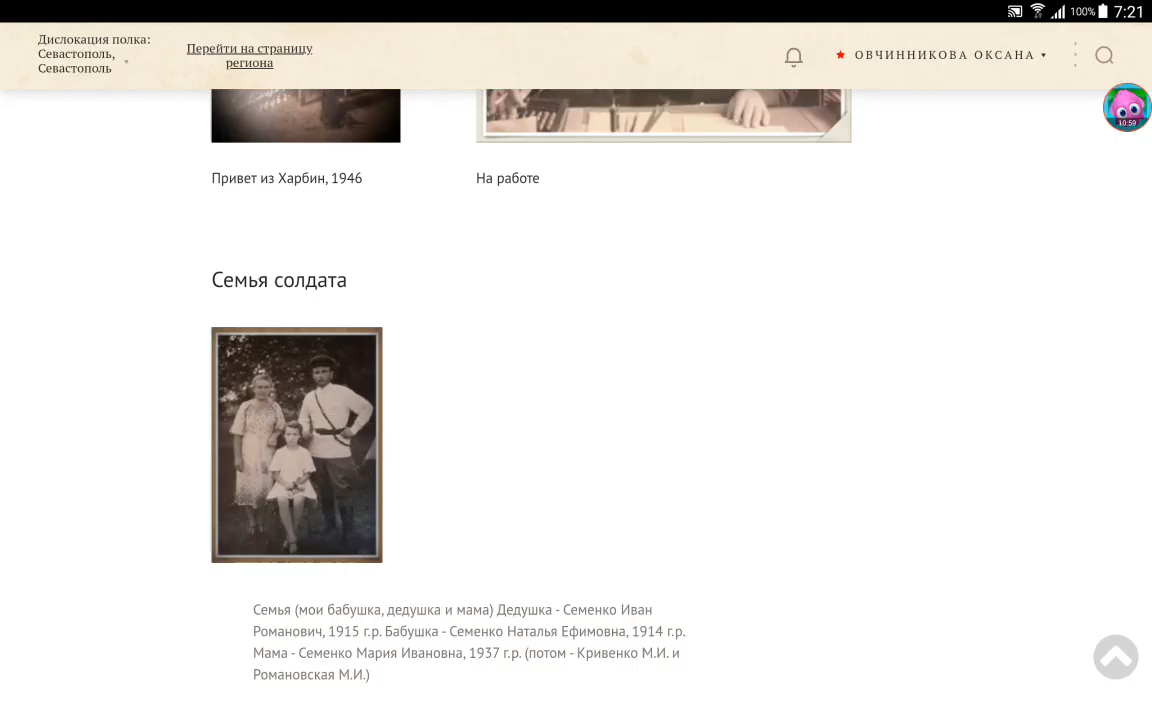 100%
7:21
Дислокация полка:
Севастополь,
Севастополь
Перейти на страницу
региона
ОВЧИННИКОВА ОКСАНА
10:59
1946г
Привет из Харбин, 1946
На работе
Семья солдата
Семья (мои бабушка, дедушка и мама) Дедушка - Семенко Иван
Романович, 1915 г.р. Бабушка - Семенко Наталья Ефимовна, 1914 г.р.
Мама - Семенко Мария Ивановна, 1937 г.р. (потом - Кривенко М.И. и
Романовская М.И.)